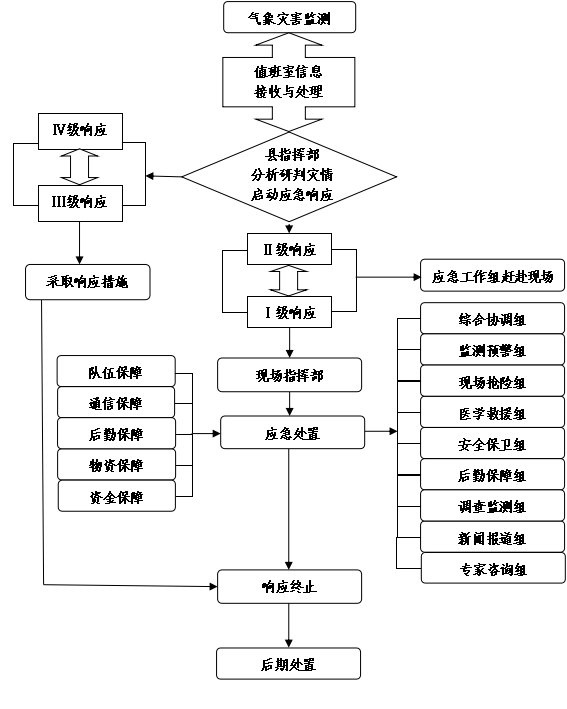 气象灾害监测
值班室信息
接收与处理
县指挥部
分析研判灾情
启动应急响应
Ⅳ级响应
Ⅲ级响应
采取响应措施
Ⅱ级响应
Ⅰ级响应
应急工作组赶赴现场
现场指挥部
队伍保障
通信保障
后勤保障
物资保障
资金保障
应急处置
综合协调组
监测预警组
现场抢险组
医学救援组
安全保卫组
后勤保障组
调查监测组
新闻报道组
专家咨询组
响应终止
后期处置